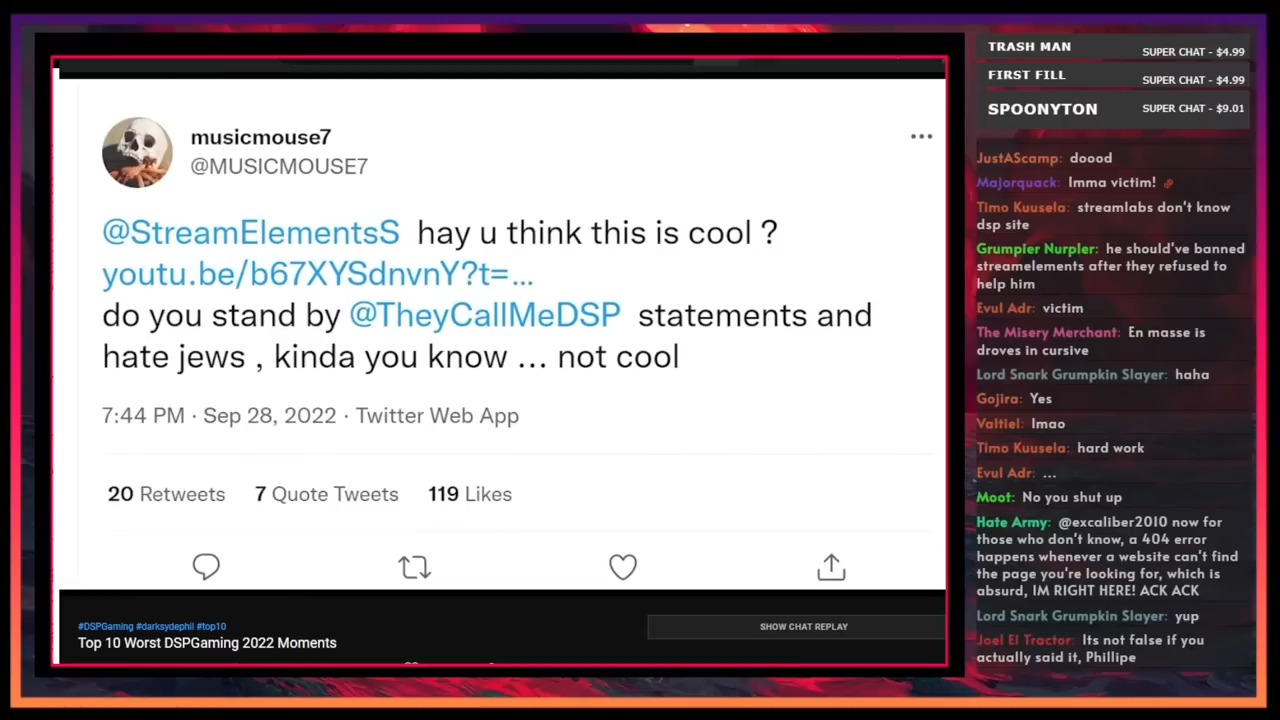 musicmouse7
@MUSICMOUSE7
@StreamElementsS hay u think this is cool ?
youtu.be/b67XYSdnvnY?t=...
do you stand by @TheyCallMeDSP statements and
hate jews , kinda you know ... not cool
7:44 PM · Sep 28, 2022 · Twitter Web App
20 Retweets 7 Quote Tweets 119 Likes
#DSPGaming #darksydephil #top10
Top 10 Worst DSPGaming 2022 Moments
SHOW CHAT REPLAY
TRASH MAN SUPER CHAT - $4.99
FIRST FILL SUPER CHAT - $4.99
SPOONYTON SUPER CHAT - $9.01
JustAScamp: doood
Majorquack: Imma victim!
Timo Kuusela: streamlabs don't know
dsp site
Grumpier Nurpler: he should've banned
streamelements after they refused to
help him
Evul Adr: victim
The Misery Merchant: En masse is
droves in cursive
Lord Snark Grumpkin Slayer: haha
Gojira: Yes
Valtiel: lmao
Timo Kuusela: hard work
Evul Adr: ...
Moot: No you shut up
Hate Army: @excaliber2010 now for
those who don't know, a 404 error
happens whenever a website can't find
the page you're looking for, which is
absurd, IM RIGHT HERE! ACK ACK
Lord Snark Grumpkin Slayer: yup
Joel El Tractor: Its not false if you
actually said it, Phillipe